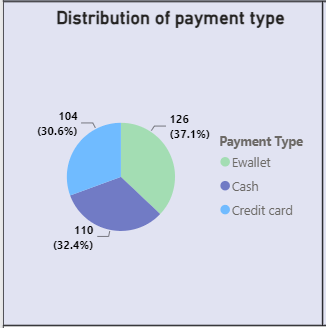 Distribution of payment type
104
(30.6%)
126
(37.1%)
110
(32.4%)
Payment Type
Ewallet
Cash
Credit card